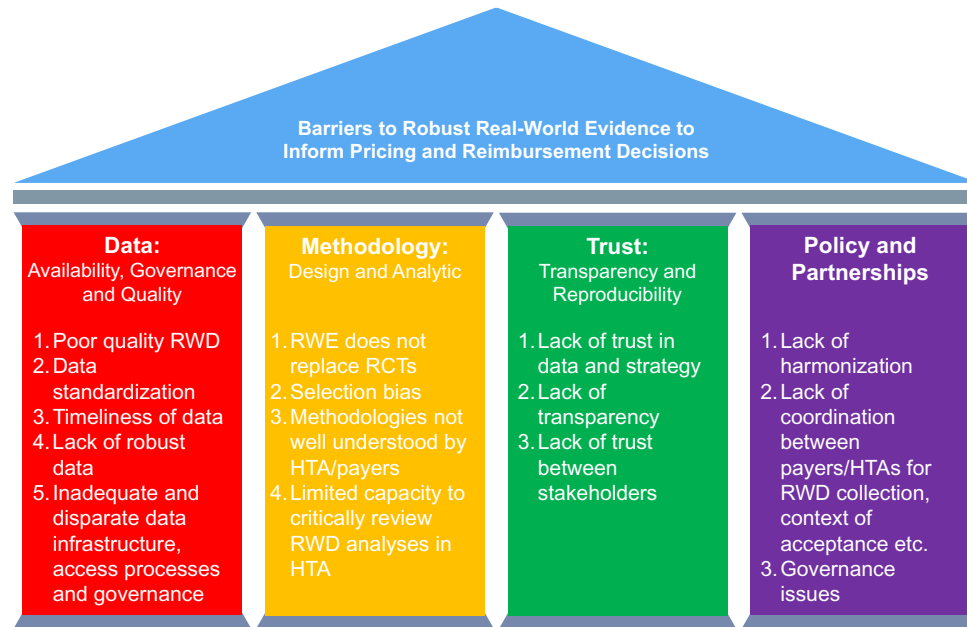 Barriers to Robust Real-World Evidence to
Inform Pricing and Reimbursement Decisions
Data:
Availability, Governance
and Quality
1. Poor quality RWD
2. Data
standardization
3. Timeliness of data
4. Lack of robust
data
5. Inadequate and
disparate data
infrastructure,
access processes
and governance
Methodology:
Design and Analytic
1. RWE does not
replace RCTs
2. Selection bias
3. Methodologies not
well understood by
HTA/payers
4. Limited capacity to
critically review
RWD analyses in
HTA
Trust:
Transparency and
Reproducibility
1. Lack of trust in
data and strategy
2. Lack of
transparency
3. Lack of trust
between
stakeholders
Policy and
Partnerships
1. Lack of
harmonization
2. Lack of
coordination
between
payers/HTAs for
RWD collection,
context of
acceptance etc.
3. Governance
issues